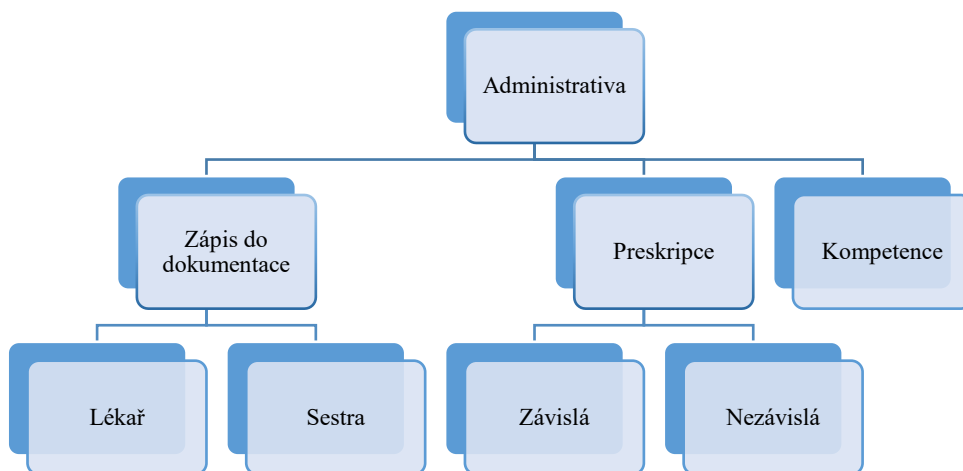 Administrativa
Zápis do
dokumentace
Preskripce
Kompetence
Lékař
Sestra
Závislá
Nezávislá